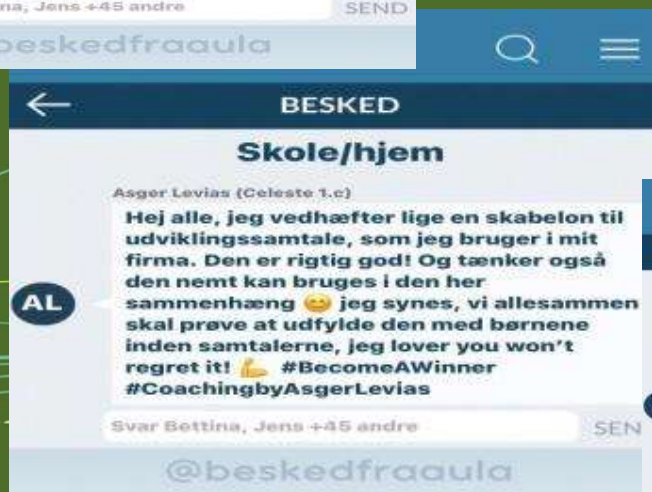 na, Jens +45 andre SEND
beskedfraaula
BESKED
Skole/hjem
Asger Levias (Celeste 1.c)
Hej alle, jeg vedhæfter lige en skabelon til
udviklingssamtale, som jeg bruger i mit
firma. Den er rigtig god! Og tænker også
den nemt kan bruges i den her
sammenhæng 😊 jeg synes, vi allesammen
skal prøve at udfylde den med børnene
inden samtalerne, jeg lover you won't
regret it! 💪 #BecomeAWinner
#CoachingbyAsgerLevias
AL
Svar Bettina, Jens +45 andre SEN
@beskedfraaula